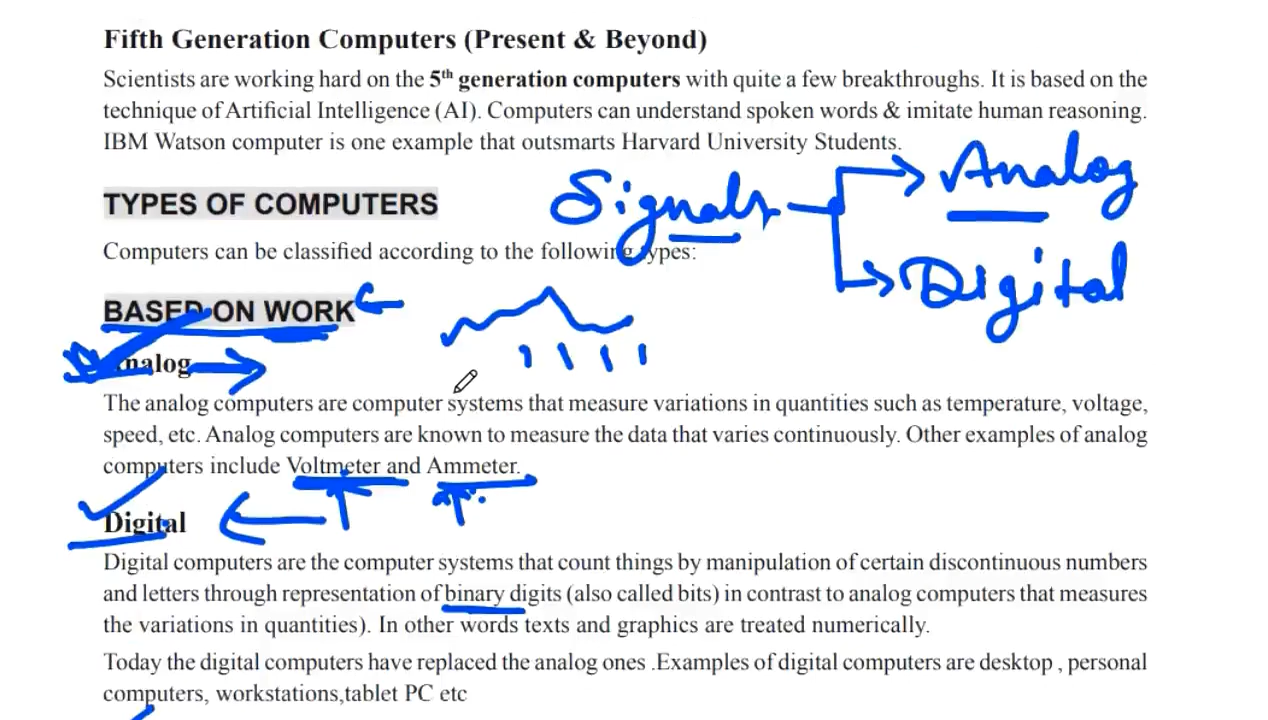 Fifth Generation Computers (Present & Beyond)
Scientists are working hard on the 5th generation computers with quite a few breakthroughs. It is based on the
technique of Artificial Intelligence (AI). Computers can understand spoken words & imitate human reasoning.
IBM Watson computer is one example that outsmarts Harvard University Students.
Signals
Analog
Digital
TYPES OF COMPUTERS
Computers can be classified according to the following types:
BASED ON WORK
Analog
The analog computers are computer systems that measure variations in quantities such as temperature, voltage,
speed, etc. Analog computers are known to measure the data that varies continuously. Other examples of analog
computers include Voltmeter and Ammeter.
Digital
Digital computers are the computer systems that count things by manipulation of certain discontinuous numbers
and letters through representation of binary digits (also called bits) in contrast to analog computers that measures
the variations in quantities). In other words texts and graphics are treated numerically.
Today the digital computers have replaced the analog ones .Examples of digital computers are desktop , personal
computers, workstations,tablet PC etc